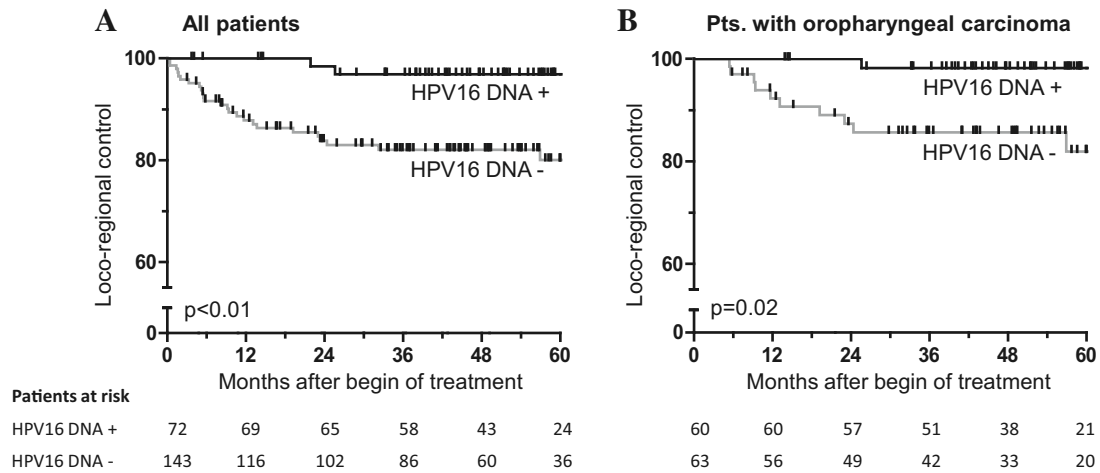 A All patients
100
80
60
0
Loco-regional control
HPV16 DNA +
HPV16 DNA -
p<0.01
0 12 24 36 48 60
Months after begin of treatment
B Pts. with oropharyngeal carcinoma
100
80
60
0
Loco-regional control
HPV16 DNA +
HPV16 DNA -
p=0.02
0 12 24 36 48 60
Months after begin of treatment
Patients at risk
HPV16 DNA + 72 69 65 58 43 24 60 60 57 51 38 21
HPV16 DNA - 143 116 102 86 60 36 63 56 49 42 33 20